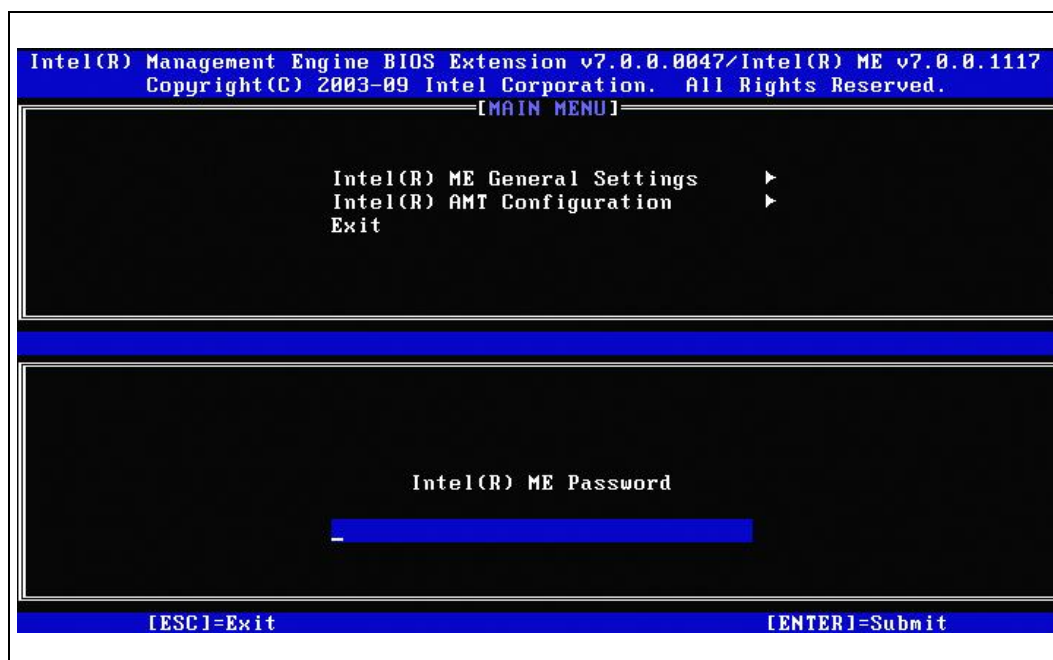 Intel(R) Management Engine BIOS Extension v7.0.0.0047/Intel(R) ME v7.0.0.1117
Copyright(C) 2003-09 Intel Corporation. All Rights Reserved.
[MAIN MENU]
Intel(R) ME General Settings ►
Intel(R) AMT Configuration ►
Exit
Intel(R) ME Password
[ESC]=Exit [ENTER]=Submit